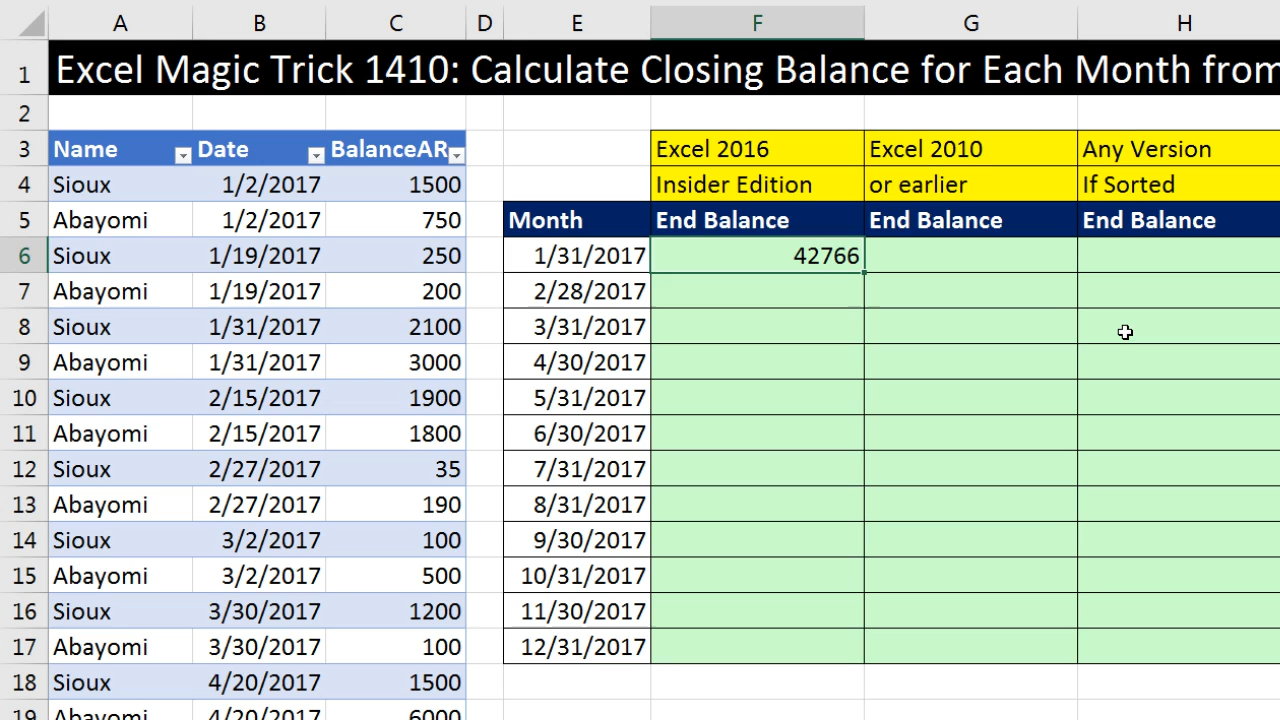 A B C D E F G H
1 Excel Magic Trick 1410: Calculate Closing Balance for Each Month from
2
3 Name Date BalanceAR Excel 2016 Excel 2010 Any Version
4 Sioux 1/2/2017 1500 Insider Edition or earlier If Sorted
5 Abayomi 1/2/2017 750 Month End Balance End Balance End Balance
6 Sioux 1/19/2017 250 1/31/2017 42766
7 Abayomi 1/19/2017 200 2/28/2017
8 Sioux 1/31/2017 2100 3/31/2017
9 Abayomi 1/31/2017 3000 4/30/2017
10 Sioux 2/15/2017 1900 5/31/2017
11 Abayomi 2/15/2017 1800 6/30/2017
12 Sioux 2/27/2017 35 7/31/2017
13 Abayomi 2/27/2017 190 8/31/2017
14 Sioux 3/2/2017 100 9/30/2017
15 Abayomi 3/2/2017 500 10/31/2017
16 Sioux 3/30/2017 1200 11/30/2017
17 Abayomi 3/30/2017 100 12/31/2017
18 Sioux 4/20/2017 1500
19 Abayomi 4/20/2017 6000